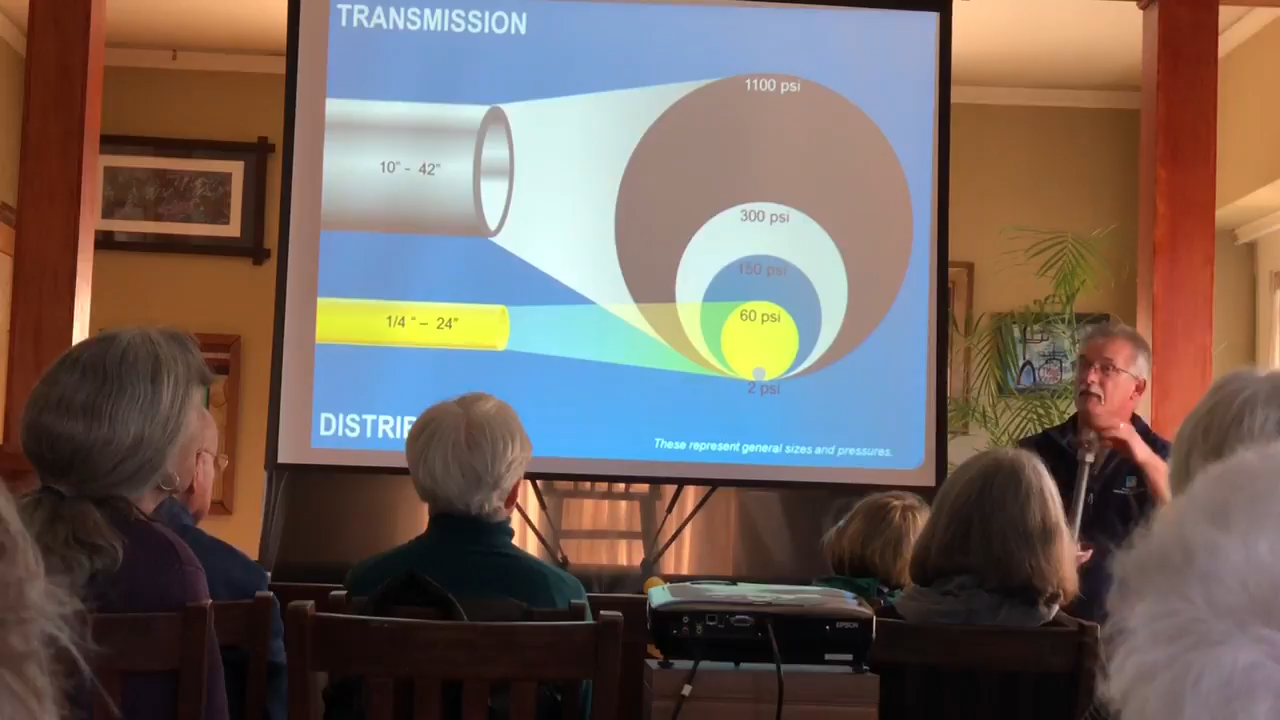 TRANSMISSION
1100 psi
10" - 42"
300 psi
150 psi
60 psi
1/4 " – 24"
2 psi
DISTRI
These represent general sizes and pressures.
EPSON